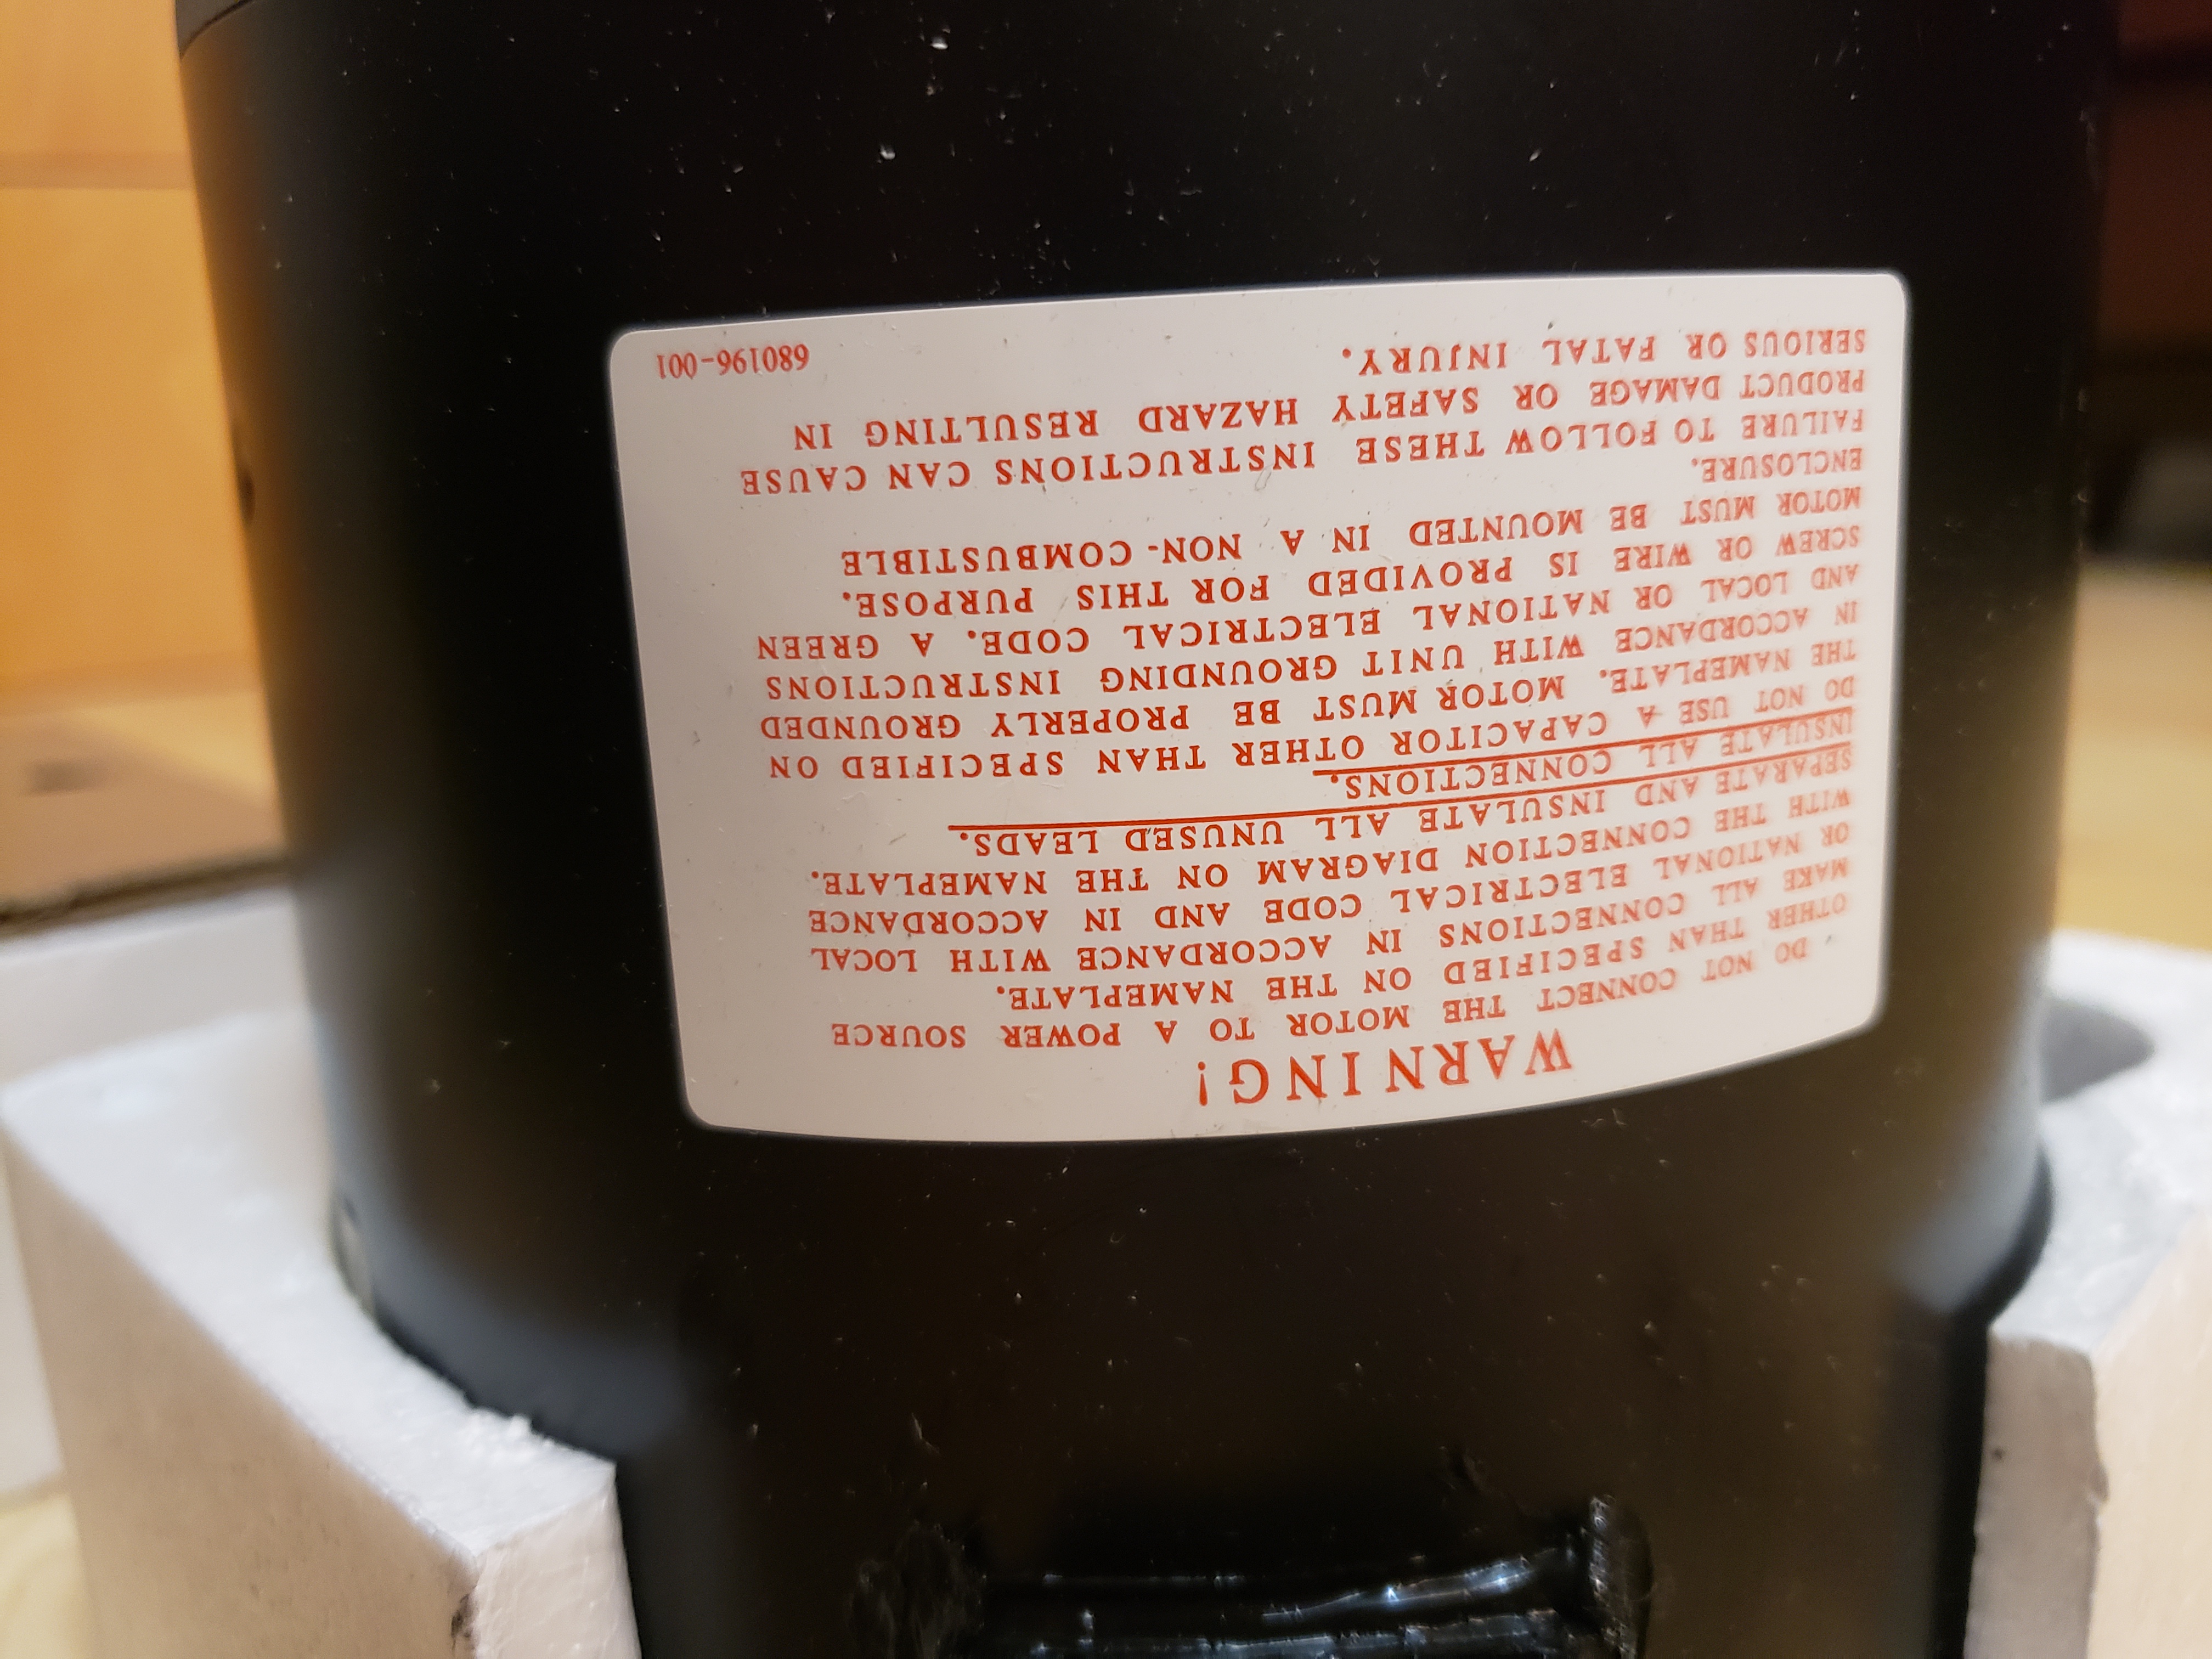 WARNING!
DO NOT CONNECT THE MOTOR TO A POWER SOURCE
OTHER THAN SPECIFIED ON THE NAMEPLATE.
MAKE ALL CONNECTIONS IN ACCORDANCE WITH LOCAL
OR NATIONAL ELECTRICAL CODE AND IN ACCORDANCE
WITH THE CONNECTION DIAGRAM ON THE NAMEPLATE.
SEPARATE AND INSULATE ALL UNUSED LEADS.
INSULATE ALL CONNECTIONS.
DO NOT USE A CAPACITOR OTHER THAN SPECIFIED ON
THE NAMEPLATE. MOTOR MUST BE PROPERLY GROUNDED
IN ACCORDANCE WITH UNIT GROUNDING INSTRUCTIONS
AND LOCAL OR NATIONAL ELECTRICAL CODE. A GREEN
SCREW OR WIRE IS PROVIDED FOR THIS PURPOSE.
MOTOR MUST BE MOUNTED IN A NON-COMBUSTIBLE
ENCLOSURE.
FAILURE TO FOLLOW THESE INSTRUCTIONS CAN CAUSE
PRODUCT DAMAGE OR SAFETY HAZARD RESULTING IN
SERIOUS OR FATAL INJURY.
680196-001